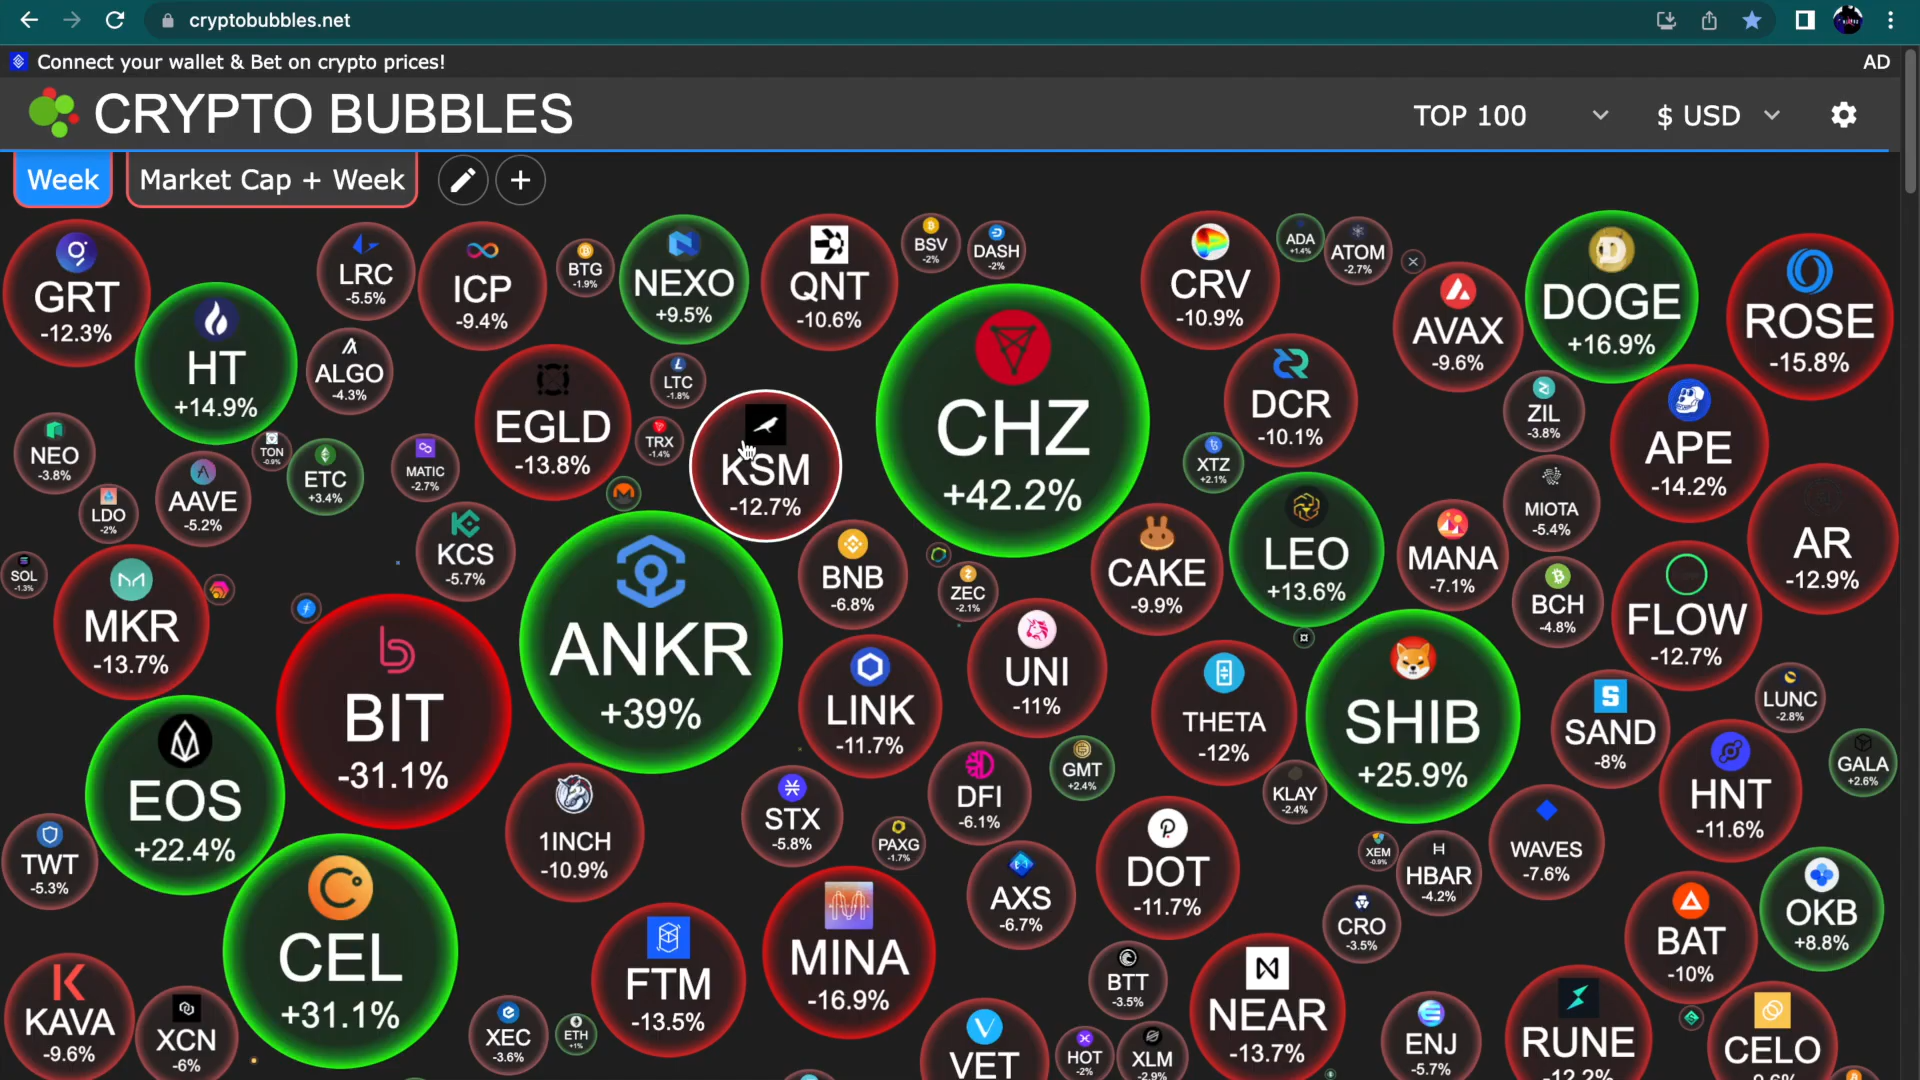 cryptobubbles.net
Connect your wallet & Bet on crypto prices!
AD
CRYPTO BUBBLES
TOP 100
$ USD
Week
Market Cap + Week
GRT
-12.3%
HT
+14.9%
LRC
-5.5%
ICP
-9.4%
BTG
-1.9%
NEXO
+9.5%
QNT
-10.6%
BSV
-2%
DASH
-2%
CRV
-10.9%
ADA
+1.4%
ATOM
-2.7%
AVAX
-9.6%
DOGE
+16.9%
ROSE
-15.8%
ALGO
-4.3%
EGLD
-13.8%
LTC
-1.8%
TRX
-1.4%
KSM
-12.7%
CHZ
+42.2%
DCR
-10.1%
XTZ
+2.1%
ZIL
-3.8%
APE
-14.2%
NEO
-3.8%
TON
-0.9%
ETC
+3.4%
MATIC
-2.7%
LDO
-2%
AAVE
-5.2%
KCS
-5.7%
SOL
-1.3%
MKR
-13.7%
BIT
-31.1%
ANKR
+39%
BNB
-6.8%
ZEC
-2.1%
CAKE
-9.9%
LEO
+13.6%
MANA
-7.1%
MIOTA
-5.4%
BCH
-4.8%
FLOW
-12.7%
AR
-12.9%
UNI
-11%
LINK
-11.7%
THETA
-12%
SHIB
+25.9%
SAND
-8%
LUNC
-2.8%
EOS
+22.4%
1INCH
-10.9%
STX
-5.8%
PAXG
-1.7%
DFI
-6.1%
GMT
+2.4%
KLAY
-2.4%
HNT
-11.6%
GALA
+2.6%
TWT
-5.3%
CEL
+31.1%
MINA
-16.9%
AXS
-6.7%
DOT
-11.7%
XEM
-0.9%
HBAR
-4.2%
WAVES
-7.6%
CRO
-3.5%
BAT
-10%
OKB
+8.8%
KAVA
-9.6%
XCN
-6%
XEC
-3.6%
ETH
+1%
FTM
-13.5%
VET
BTT
-3.5%
HOT
-2%
XLM
-2.9%
NEAR
-13.7%
ENJ
-5.7%
RUNE
-12.2%
CELO